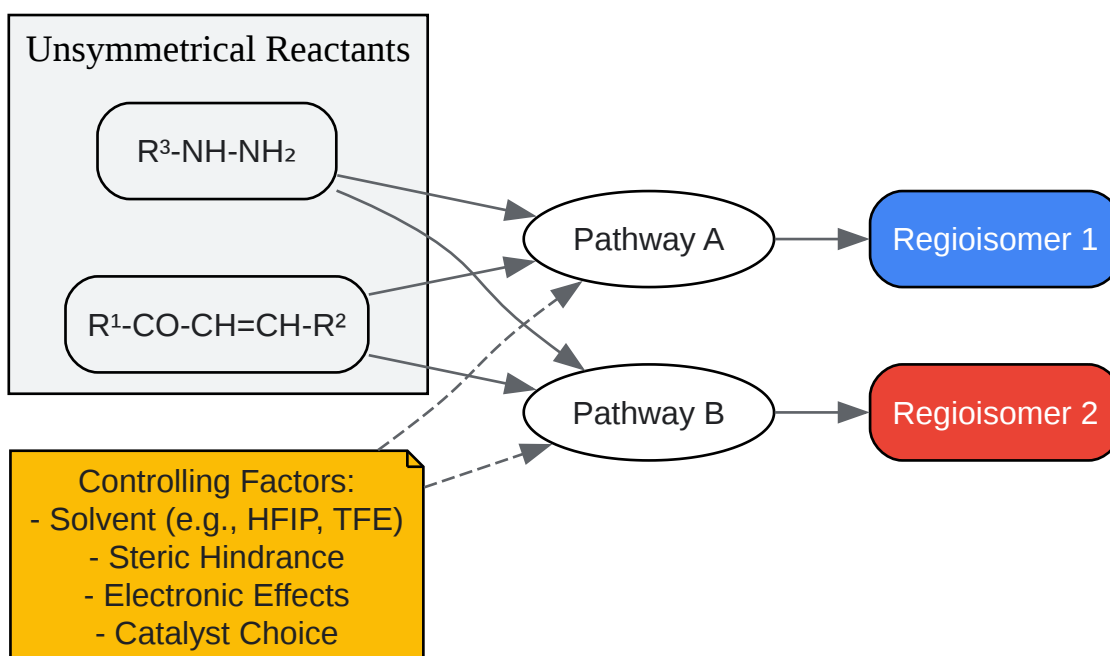 Unsymmetrical Reactants
R³-NH-NH₂
R¹-CO-CH=CH-R²
Pathway A
Regioisomer 1
Pathway B
Regioisomer 2
Controlling Factors:
- Solvent (e.g., HFIP, TFE)
- Steric Hindrance
- Electronic Effects
- Catalyst Choice